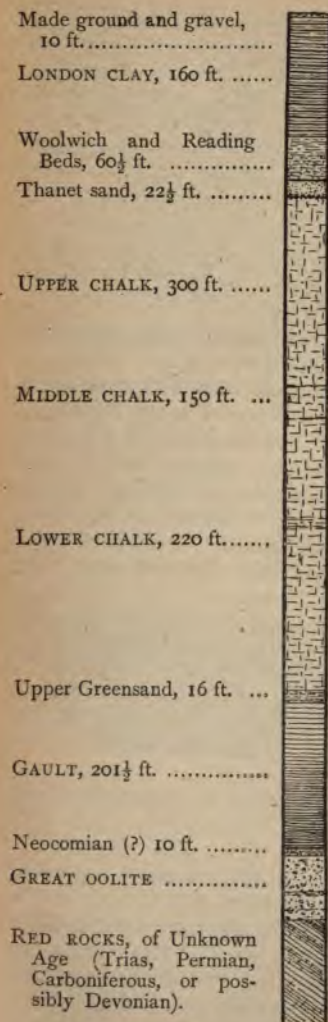 Made ground and gravel,
10 ft..............................
LONDON CLAY, 160 ft. ......
Woolwich and Reading
Beds, 60½ ft. ...............
Thanet sand, 22½ ft. .........
UPPER CHALK, 300 ft. ......
MIDDLE CHALK, 150 ft. ...
LOWER CHALK, 220 ft.......
Upper Greensand, 16 ft. ...
GAULT, 201½ ft. ...............
Neocomian (?) 10 ft. .........
GREAT OOLITE ...............
RED ROCKS, of Unknown
Age (Trias, Permian,
Carboniferous, or pos-
sibly Devonian).